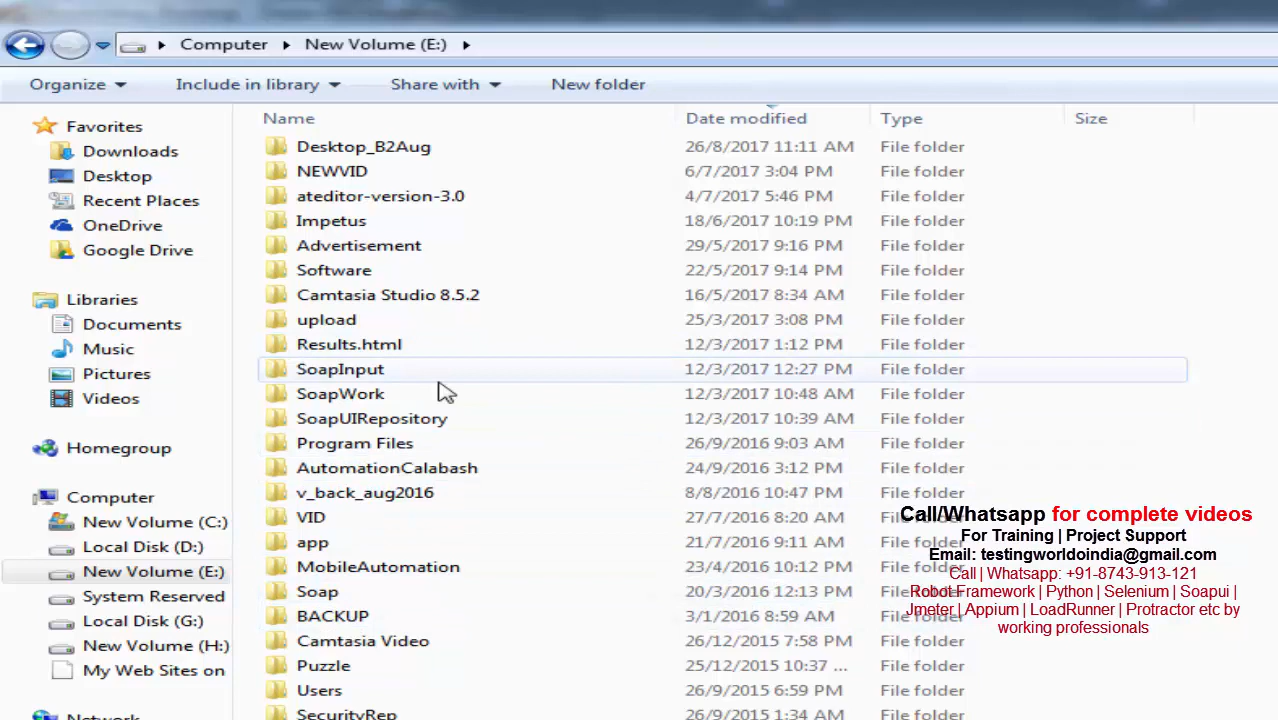 Computer New Volume (E:)
Organize Include in library Share with New folder
Name Date modified Type Size
Favorites
Downloads
Desktop
Recent Places
OneDrive
Google Drive
Libraries
Documents
Music
Pictures
Videos
Homegroup
Computer
New Volume (C:)
Local Disk (D:)
New Volume (E:)
System Reserved
Local Disk (G:)
New Volume (H:)
My Web Sites on
Network
Desktop_B2Aug 26/8/2017 11:11 AM File folder
NEWVID 6/7/2017 3:04 PM File folder
ateditor-version-3.0 4/7/2017 5:46 PM File folder
Impetus 18/6/2017 10:19 PM File folder
Advertisement 29/5/2017 9:16 PM File folder
Software 22/5/2017 9:14 PM File folder
Camtasia Studio 8.5.2 16/5/2017 8:34 AM File folder
upload 25/3/2017 3:08 PM File folder
Results.html 12/3/2017 1:12 PM File folder
SoapInput 12/3/2017 12:27 PM File folder
SoapWork 12/3/2017 10:48 AM File folder
SoapUIRepository 12/3/2017 10:39 AM File folder
Program Files 26/9/2016 9:03 AM File folder
AutomationCalabash 24/9/2016 3:12 PM File folder
v_back_aug2016 8/8/2016 10:47 PM File folder
VID 27/7/2016 8:20 AM File folder
app 21/7/2016 9:11 AM File folder
MobileAutomation 23/4/2016 10:12 PM File folder
Soap 20/3/2016 12:13 PM File folder
BACKUP 3/1/2016 8:59 AM File folder
Camtasia Video 26/12/2015 7:58 PM File folder
Puzzle 25/12/2015 10:37 ... File folder
Users 26/9/2015 6:59 PM File folder
SecurityRep 26/9/2015 1:34 AM File folder
Call/Whatsapp for complete videos
For Training | Project Support
Email: testingworldoindia@gmail.com
Call | Whatsapp: +91-8743-913-121
Robot Framework | Python | Selenium | Soapui |
Jmeter | Appium | LoadRunner | Protractor etc by
working professionals